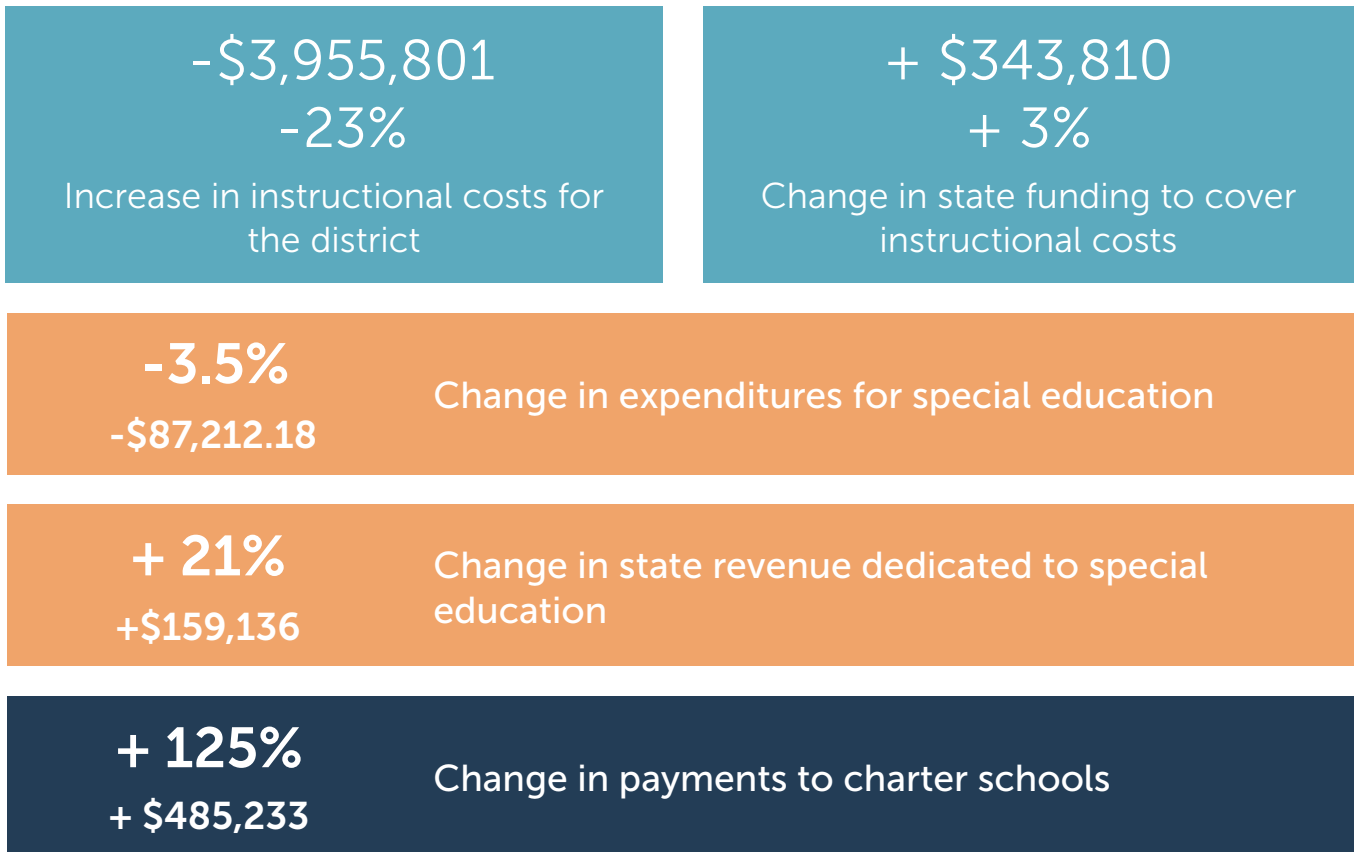 -$3,955,801
-23%
Increase in instructional costs for
the district
+ $343,810
+ 3%
Change in state funding to cover
instructional costs
-3.5%
-$87,212.18
Change in expenditures for special education
+ 21%
+$159,136
Change in state revenue dedicated to special
education
+ 125%
+ $485,233
Change in payments to charter schools